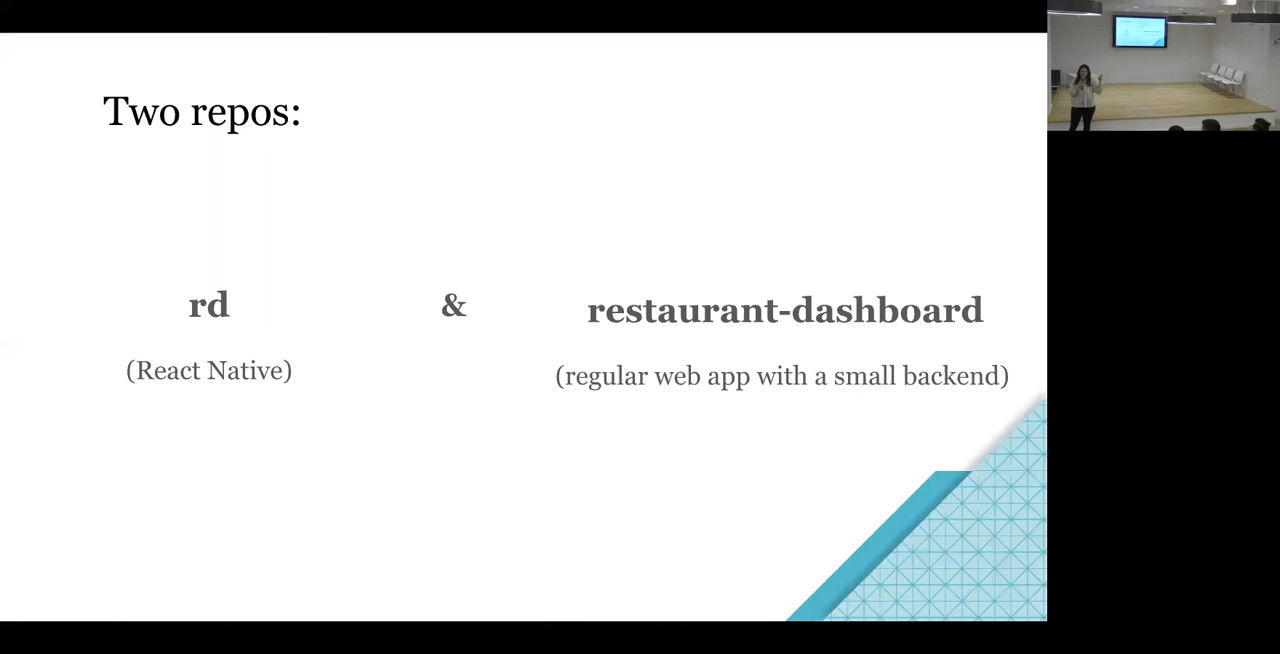 Two repos:
rd
&
restaurant-dashboard
(React Native)
(regular web app with a small backend)